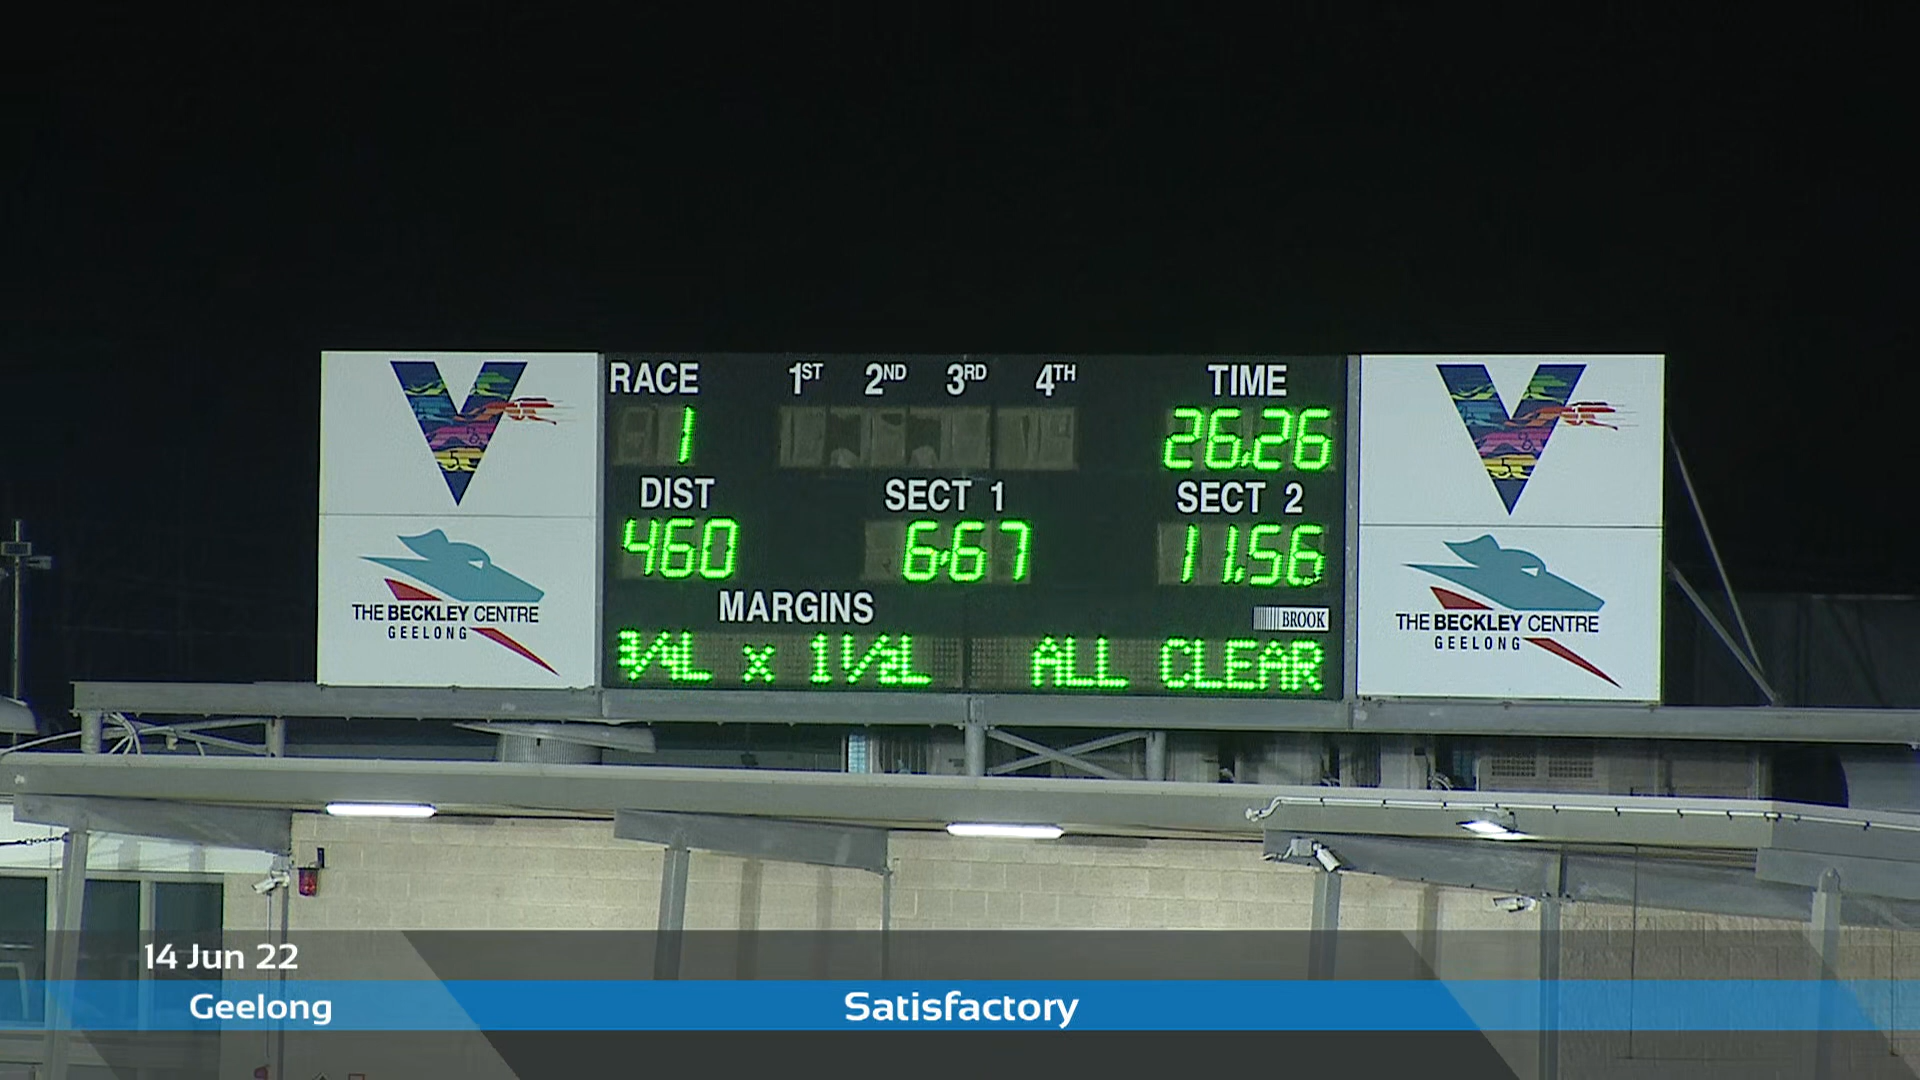 RACE 1ST 2ND 3RD 4TH TIME
1 26.26
DIST SECT 1 SECT 2
460 6.67 11.56
MARGINS BROOK
¾L x 1½L ALL CLEAR
V
THE BECKLEY CENTRE
GEELONG
V
THE BECKLEY CENTRE
GEELONG
14 Jun 22
Geelong Satisfactory